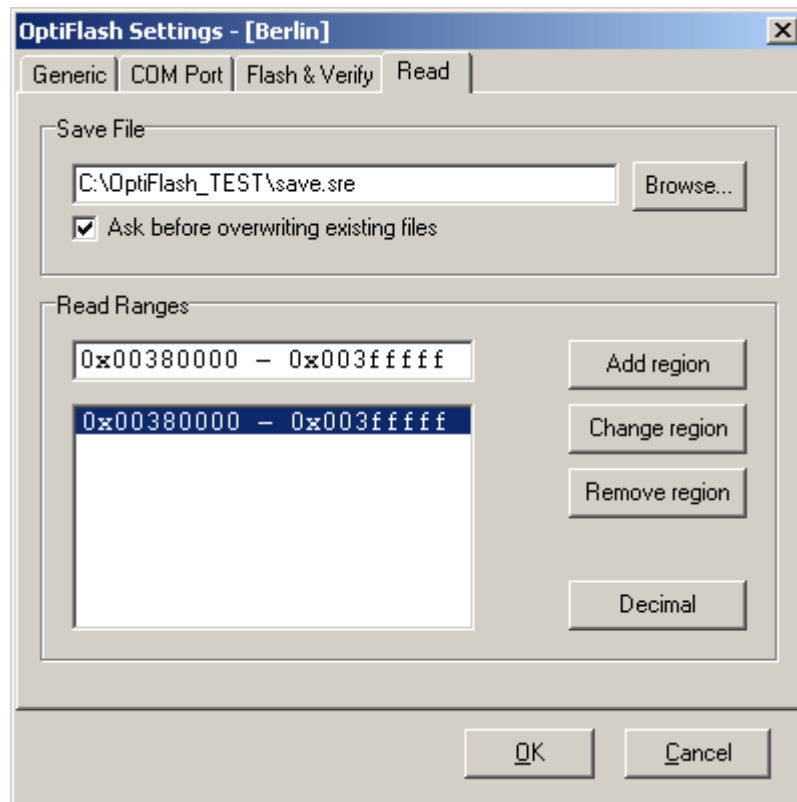 OptiFlash Settings - [Berlin]
Generic COM Port Flash & Verify Read
Save File
C:\OptiFlash_TEST\save.sre Browse...
Ask before overwriting existing files
Read Ranges
0x00380000 – 0x003fffff Add region
0x00380000 – 0x003fffff Change region
Remove region
Decimal
OK Cancel